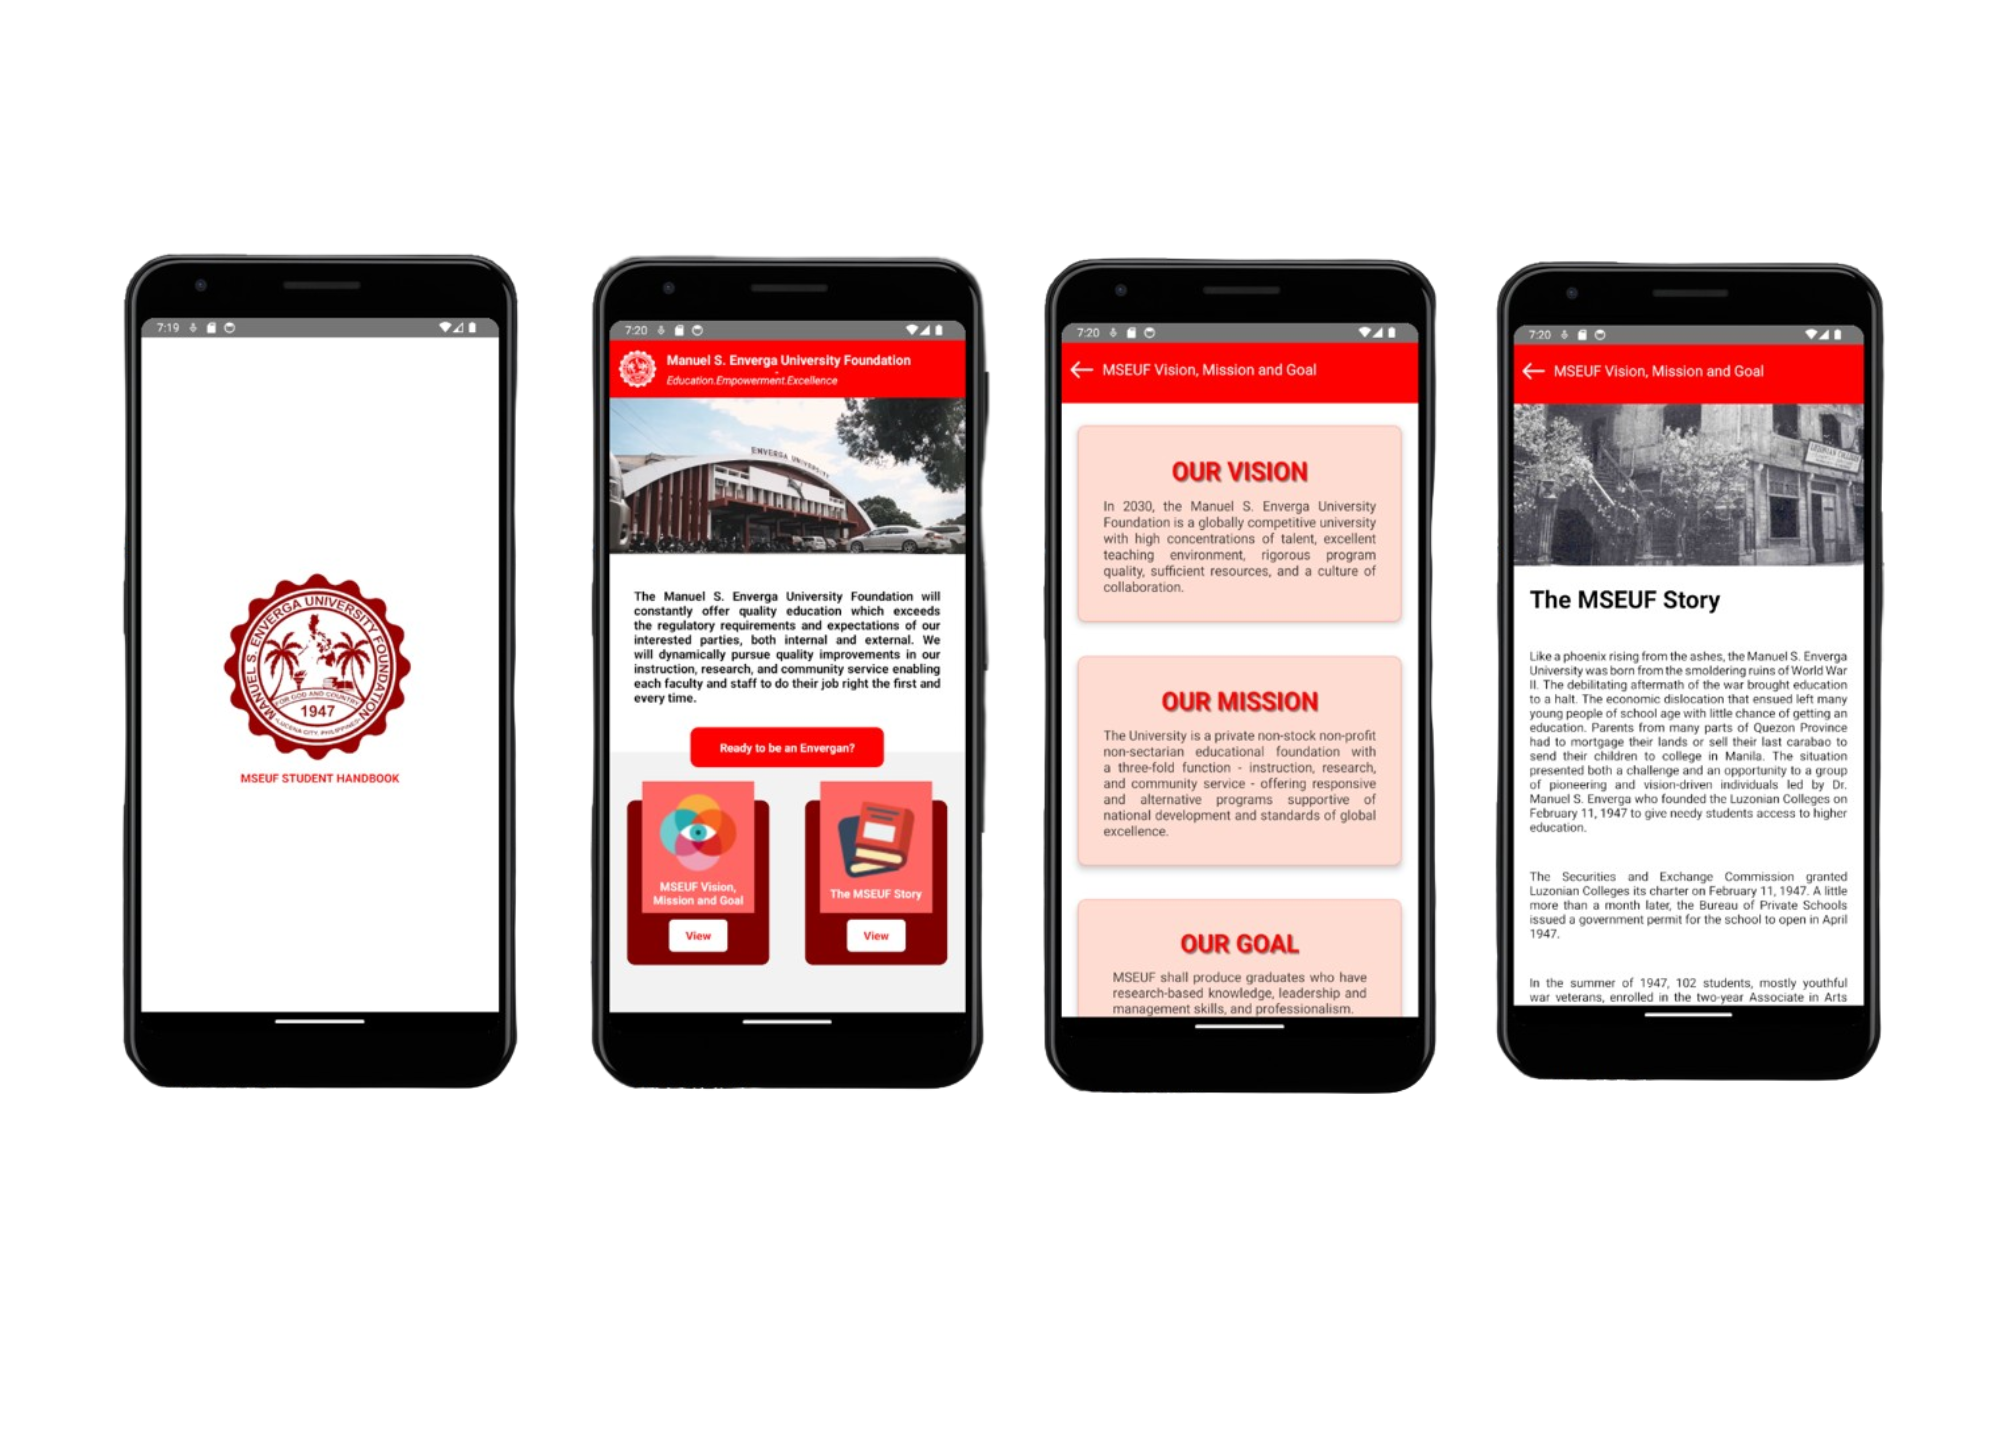 7:19
MANUEL S. ENVERGA UNIVERSITY FOUNDATION
FOR GOD AND COUNTRY
1947
LUCENA CITY, PHILIPPINES
MSEUF STUDENT HANDBOOK
7:20
Manuel S. Enverga University Foundation
Education.Empowerment.Excellence
ENVERGA UNIVERSITY
The Manuel S. Enverga University Foundation will
constantly offer quality education which exceeds
the regulatory requirements and expectations of our
interested parties, both internal and external. We
will dynamically pursue quality improvements in our
instruction, research, and community service enabling
each faculty and staff to do their job right the first and
every time.
Ready to be an Envergan?
MSEUF Vision,
Mission and Goal
View
The MSEUF Story
View
7:20
MSEUF Vision, Mission and Goal
OUR VISION
In 2030, the Manuel S. Enverga University
Foundation is a globally competitive university
with high concentrations of talent, excellent
teaching environment, rigorous program
quality, sufficient resources, and a culture of
collaboration.
OUR MISSION
The University is a private non-stock non-profit
non-sectarian educational foundation with
a three-fold function - instruction, research,
and community service - offering responsive
and alternative programs supportive of
national development and standards of global
excellence.
OUR GOAL
MSEUF shall produce graduates who have
research-based knowledge, leadership and
management skills, and professionalism.
7:20
MSEUF Vision, Mission and Goal
LUZONIAN COLLEGES
The MSEUF Story
Like a phoenix rising from the ashes, the Manuel S. Enverga
University was born from the smoldering ruins of World War
II. The debilitating aftermath of the war brought education
to a halt. The economic dislocation that ensued left many
young people of school age with little chance of getting an
education. Parents from many parts of Quezon Province
had to mortgage their lands or sell their last carabao to
send their children to college in Manila. The situation
presented both a challenge and an opportunity to a group
of pioneering and vision-driven individuals led by Dr.
Manuel S. Enverga who founded the Luzonian Colleges on
February 11, 1947 to give needy students access to higher
education.
The Securities and Exchange Commission granted
Luzonian Colleges its charter on February 11, 1947. A little
more than a month later, the Bureau of Private Schools
issued a government permit for the school to open in April
1947.
In the summer of 1947, 102 students, mostly youthful
war veterans, enrolled in the two-year Associate in Arts